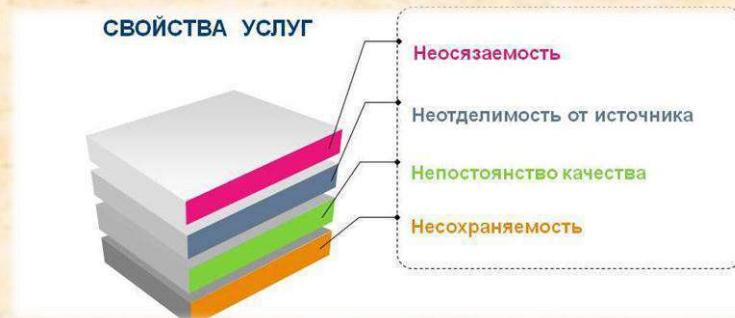 СВОЙСТВА УСЛУГ
Неосязаемость
Неотделимость от источника
Непостоянство качества
Несохраняемость